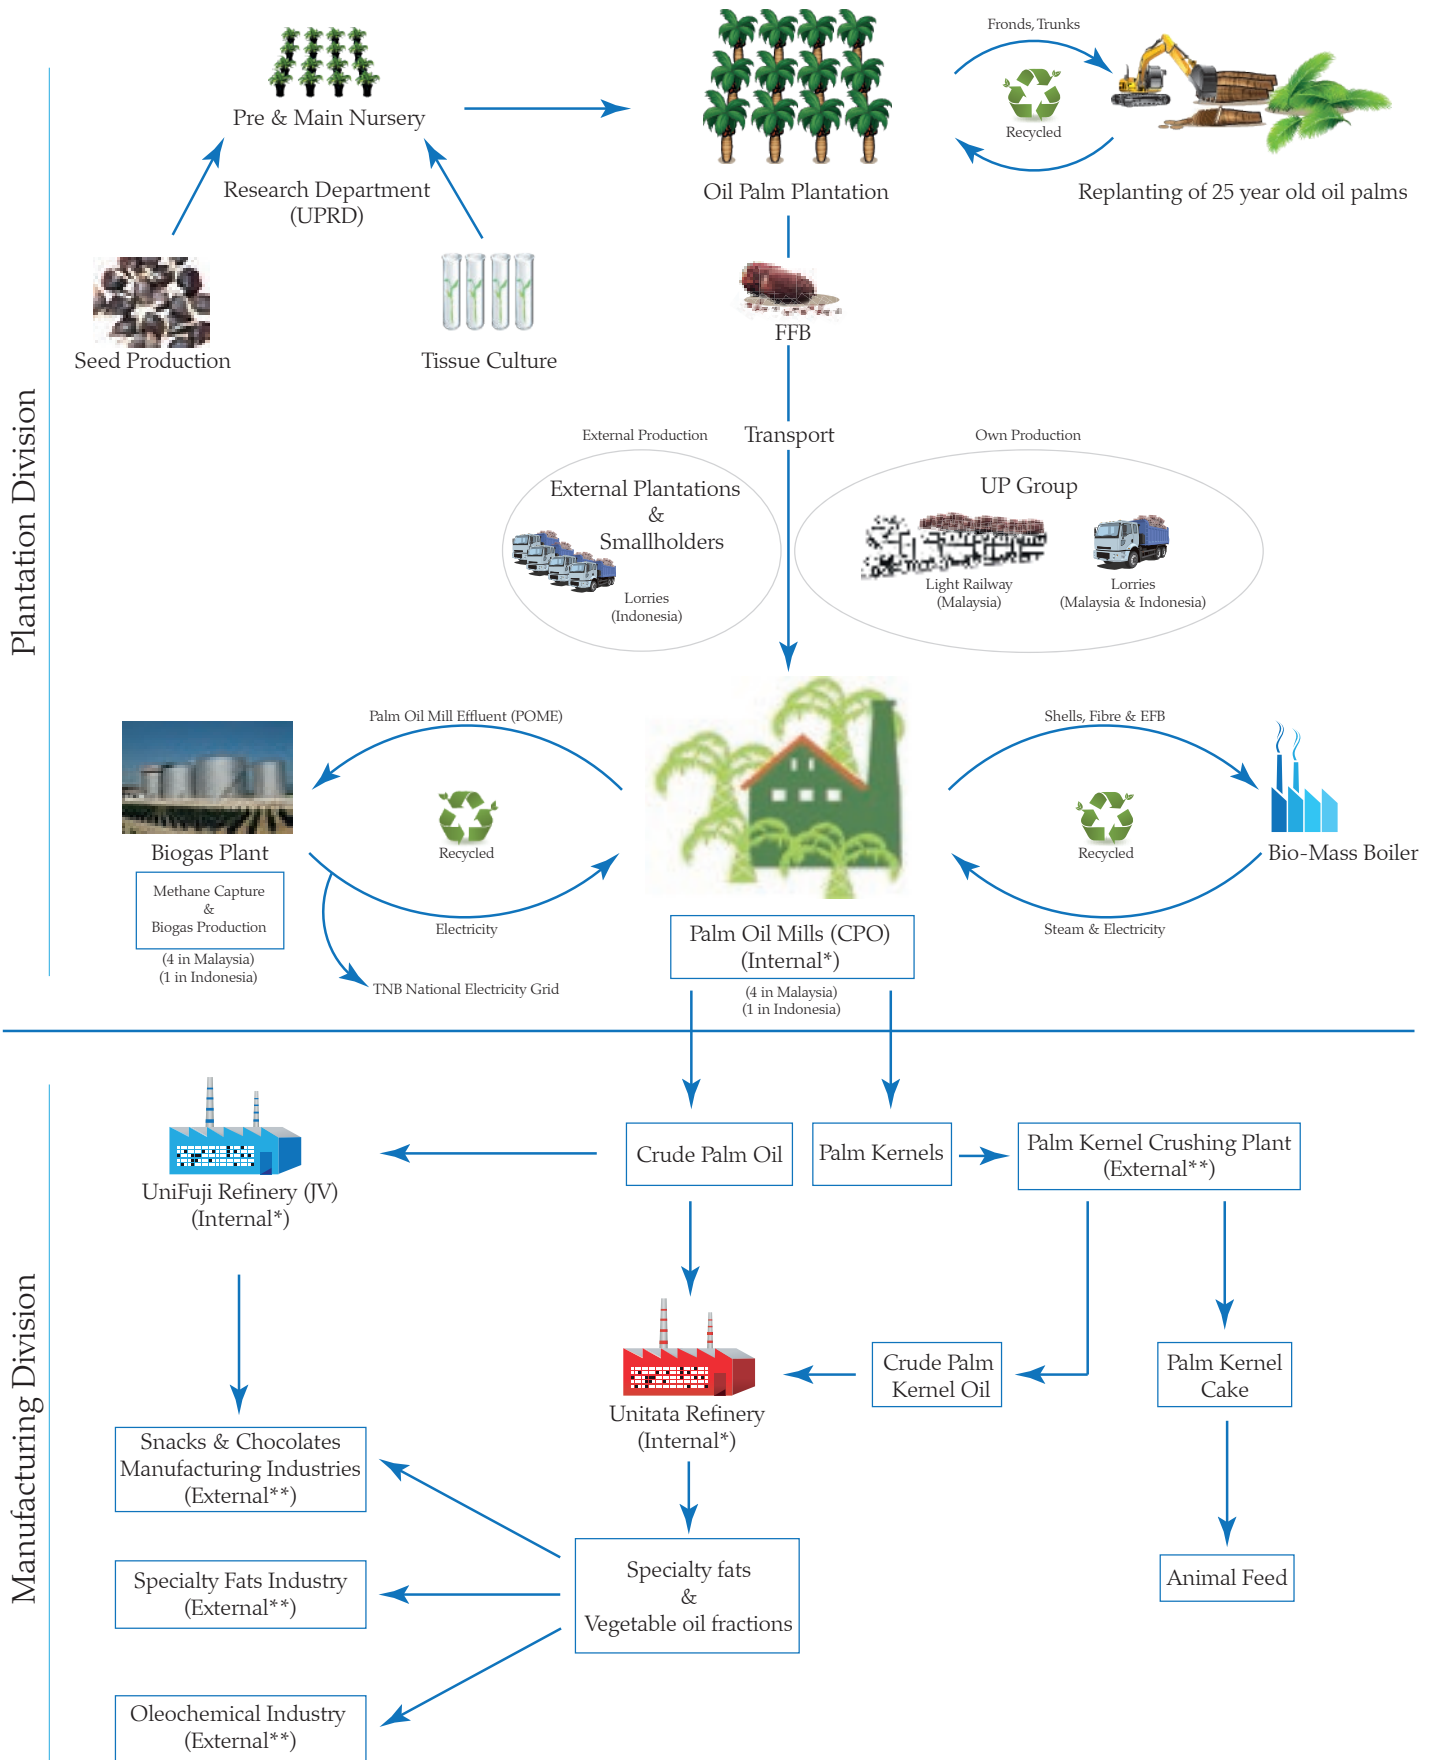 Fronds, Trunks
Pre & Main Nursery
Recycled
Research Department
(UPRD)
Oil Palm Plantation
Replanting of 25 year old oil palms
FFB
Seed Production
Tissue Culture
Plantation Division
External Production
Transport
Own Production
External Plantations
&
Smallholders
UP Group
Lorries
(Indonesia)
Light Railway
(Malaysia)
Lorries
(Malaysia & Indonesia)
Palm Oil Mill Effluent (POME)
Shells, Fibre & EFB
Biogas Plant
Recycled
Recycled
Bio-Mass Boiler
Methane Capture
&
Biogas Production
(4 in Malaysia)
(1 in Indonesia)
Electricity
Steam & Electricity
Palm Oil Mills (CPO)
(Internal*)
(4 in Malaysia)
(1 in Indonesia)
TNB National Electricity Grid
Manufacturing Division
Crude Palm Oil
Palm Kernels
Palm Kernel Crushing Plant
(External**)
UniFuji Refinery (JV)
(Internal*)
Crude Palm
Kernel Oil
Palm Kernel
Cake
Unitata Refinery
(Internal*)
Snacks & Chocolates
Manufacturing Industries
(External**)
Specialty fats
&
Vegetable oil fractions
Specialty Fats Industry
(External**)
Animal Feed
Oleochemical Industry
(External**)